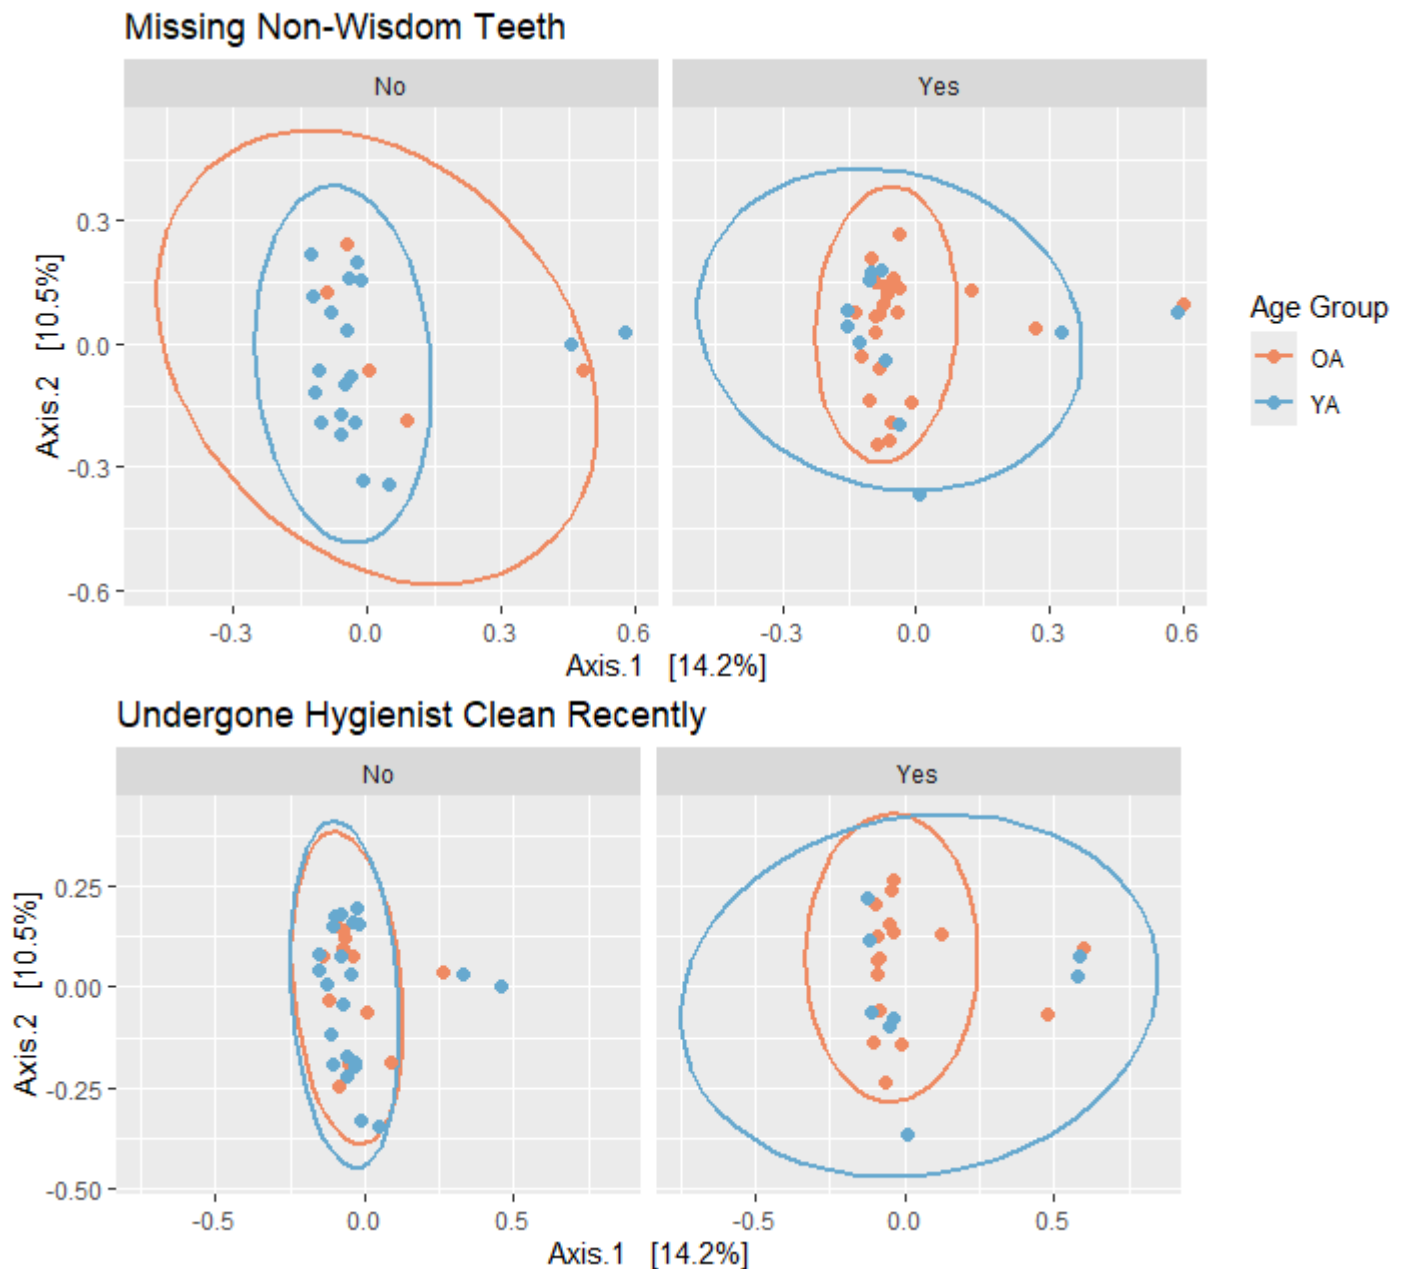 Missing Non-Wisdom Teeth
No Yes
0.3
0.0
-0.3
-0.6
Axis.2 [10.5%]
-0.3 0.0 0.3 0.6 -0.3 0.0 0.3 0.6
Axis.1 [14.2%]
Age Group
OA
YA
Undergone Hygienist Clean Recently
No Yes
0.25
0.00
-0.25
-0.50
Axis.2 [10.5%]
-0.5 0.0 0.5 -0.5 0.0 0.5
Axis.1 [14.2%]